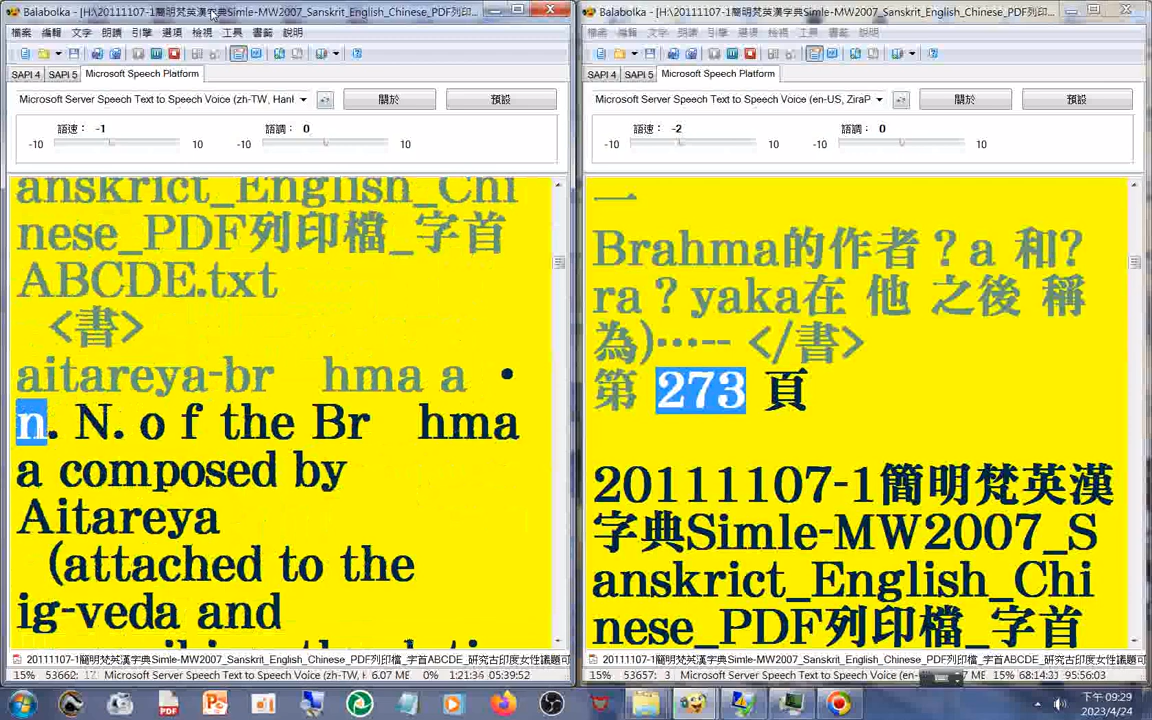 Balabolka - [H:\20111107-1簡明梵英漢字典Simle-MW2007_Sanskrit_English_Chinese_PDF列印...
檔案 編輯 文字 朗讀 引擎 選項 檢視 工具 書籤 說明
SAPI 4 SAPI 5 Microsoft Speech Platform
Microsoft Server Speech Text to Speech Voice (zh-TW, Hanl
關於 預設
語速： -1 語調： 0
-10 10 -10 10
anskrict_English_Chi
nese_PDF列印檔_字首
ABCDE.txt
<書>
aitareya-br hma a •
n. N. o f the Br hma
a composed by
Aitareya
(attached to the
ig-veda and
20111107-1簡明梵英漢字典Simle-MW2007_Sanskrit_English_Chinese_PDF列印檔_字首ABCDE_研究古印度女性議題可
15% 53662: 17 Microsoft Server Speech Text to Speech Voice (zh-TW, H 6.07 ME 0% 1:21:36 05:39:52
Balabolka - [H:\20111107-1簡明梵英漢字典Simle-MW2007_Sanskrit_English_Chinese_PDF列印...
檔案 編輯 文字 朗讀 引擎 選項 檢視 工具 書籤 說明
SAPI 4 SAPI 5 Microsoft Speech Platform
Microsoft Server Speech Text to Speech Voice (en-US, ZiraP
關於 預設
語速： -2 語調： 0
-10 10 -10 10
一
Brahma的作者？a 和?
ra？yaka在 他 之後 稱
為)…-- </書>
第 273 頁
20111107-1簡明梵英漢
字典Simle-MW2007_S
anskrict_English_Chi
nese_PDF列印檔_字首
20111107-1簡明梵英漢字典Simle-MW2007_Sanskrit_English_Chinese_PDF列印檔_字首ABCDE_研究古印度女性議題可
15% 53657: 3 Microsoft Server Speech Text to Speech Voice (en-US, 7 ME 15% 68:14:31 95:56:03
下午 09:29
2023/4/24